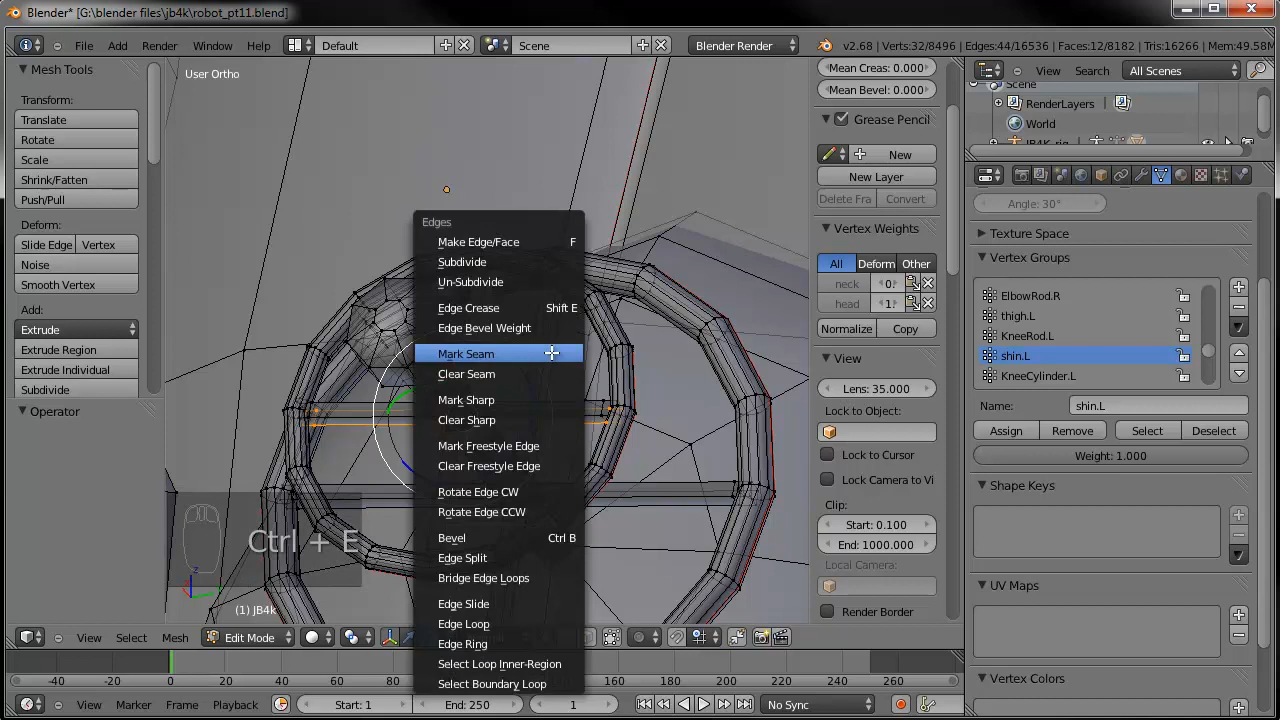 Blender* [G:\blender files\jb4k\robot_pt11.blend]
File Add Render Window Help Default Scene Blender Render v2.68 | Verts:32/8496 | Edges:44/16536 | Faces:12/8182 | Tris:16266 | Mem:49.58M
Mesh Tools
Transform:
Translate
Rotate
Scale
Shrink/Fatten
Push/Pull
Deform:
Slide Edge Vertex
Noise
Smooth Vertex
Add:
Extrude
Extrude Region
Extrude Individual
Subdivide
Operator
User Ortho
Edges
Make Edge/Face F
Subdivide
Un-Subdivide
Edge Crease Shift E
Edge Bevel Weight
Mark Seam
Clear Seam
Mark Sharp
Clear Sharp
Mark Freestyle Edge
Clear Freestyle Edge
Rotate Edge CW
Rotate Edge CCW
Bevel Ctrl B
Edge Split
Bridge Edge Loops
Edge Slide
Edge Loop
Edge Ring
Select Loop Inner-Region
Select Boundary Loop
Ctrl + E
z
(1) JB4k
Mean Creas: 0.000
Mean Bevel: 0.000
Grease Pencil
New
New Layer
Delete Fra Convert
Vertex Weights
All Deform Other
neck 0.
head 1.
Normalize Copy
View
Lens: 35.000
Lock to Object:
Lock to Cursor
Lock Camera to Vi
Clip:
Start: 0.100
End: 1000.000
Local Camera:
Render Border
View Search All Scenes
Scene
RenderLayers
World
JB4K_rig
Angle: 30°
Texture Space
Vertex Groups
ElbowRod.R
thigh.L
KneeRod.L
shin.L
KneeCylinder.L
Name: shin.L
Assign Remove Select Deselect
Weight: 1.000
Shape Keys
UV Maps
Vertex Colors
View Select Mesh Edit Mode
-40 -20 0 20 40 60 80 100 120 140 160 180 200 220 240 260
View Marker Frame Playback Start: 1 End: 250 1 No Sync